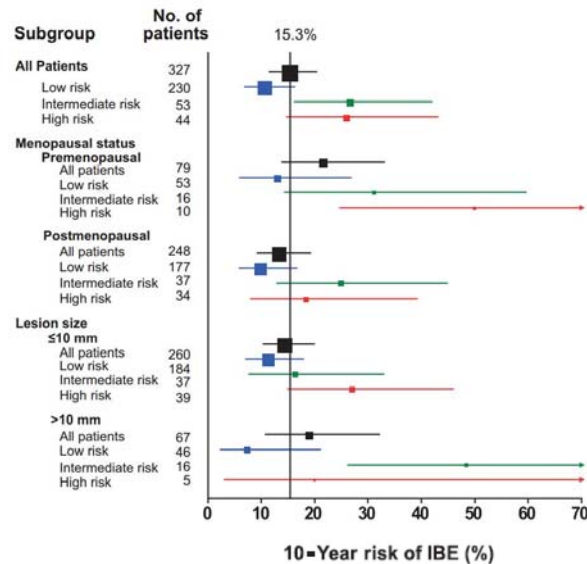 Subgroup No. of patients 15.3%
All Patients 327
Low risk 230
Intermediate risk 53
High risk 44
Menopausal status
Premenopausal
All patients 79
Low risk 53
Intermediate risk 16
High risk 10
Postmenopausal
All patients 248
Low risk 177
Intermediate risk 37
High risk 34
Lesion size
≤10 mm
All patients 260
Low risk 184
Intermediate risk 37
High risk 39
>10 mm
All patients 67
Low risk 46
Intermediate risk 16
High risk 5
0 10 20 30 40 50 60 70
10-Year risk of IBE (%)